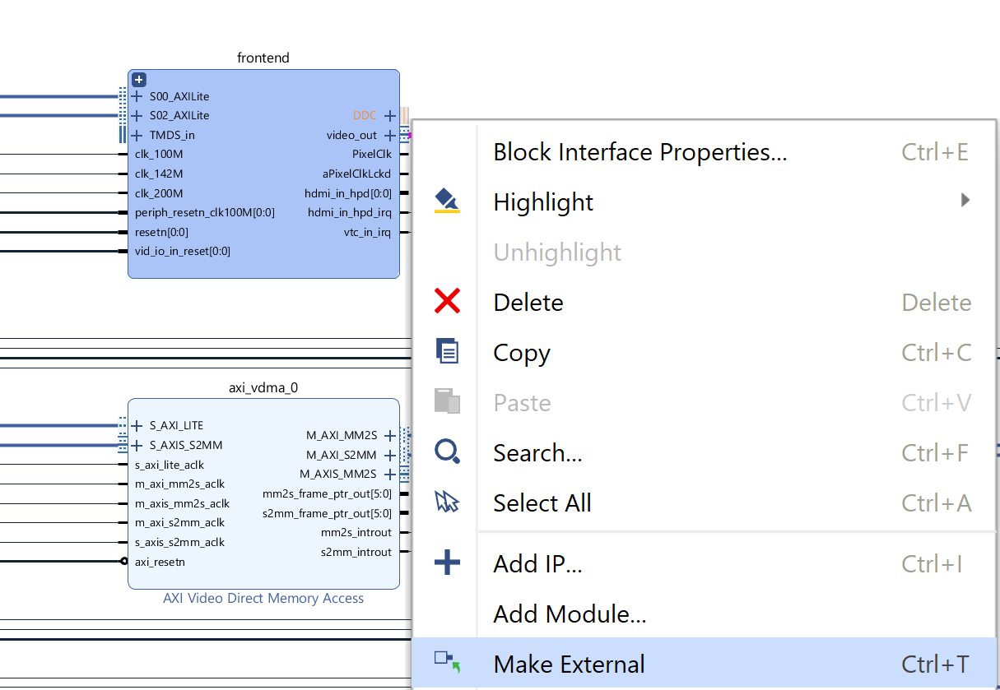 frontend
S00_AXILite
S02_AXILite
TMDS_in
clk_100M
clk_142M
clk_200M
periph_resetn_clk100M[0:0]
resetn[0:0]
vid_io_in_reset[0:0]
DDC
video_out
PixelClk
aPixelClkLckd
hdmi_in_hpd[0:0]
hdmi_in_hpd_irq
vtc_in_irq
axi_vdma_0
S_AXI_LITE
S_AXIS_S2MM
s_axi_lite_aclk
m_axi_mm2s_aclk
m_axis_mm2s_aclk
m_axi_s2mm_aclk
s_axis_s2mm_aclk
axi_resetn
M_AXI_MM2S
M_AXI_S2MM
M_AXIS_MM2S
mm2s_frame_ptr_out[5:0]
s2mm_frame_ptr_out[5:0]
mm2s_introut
s2mm_introut
AXI Video Direct Memory Access
Block Interface Properties... Ctrl+E
Highlight
Unhighlight
Delete Delete
Copy Ctrl+C
Paste Ctrl+V
Search... Ctrl+F
Select All Ctrl+A
Add IP... Ctrl+I
Add Module...
Make External Ctrl+T